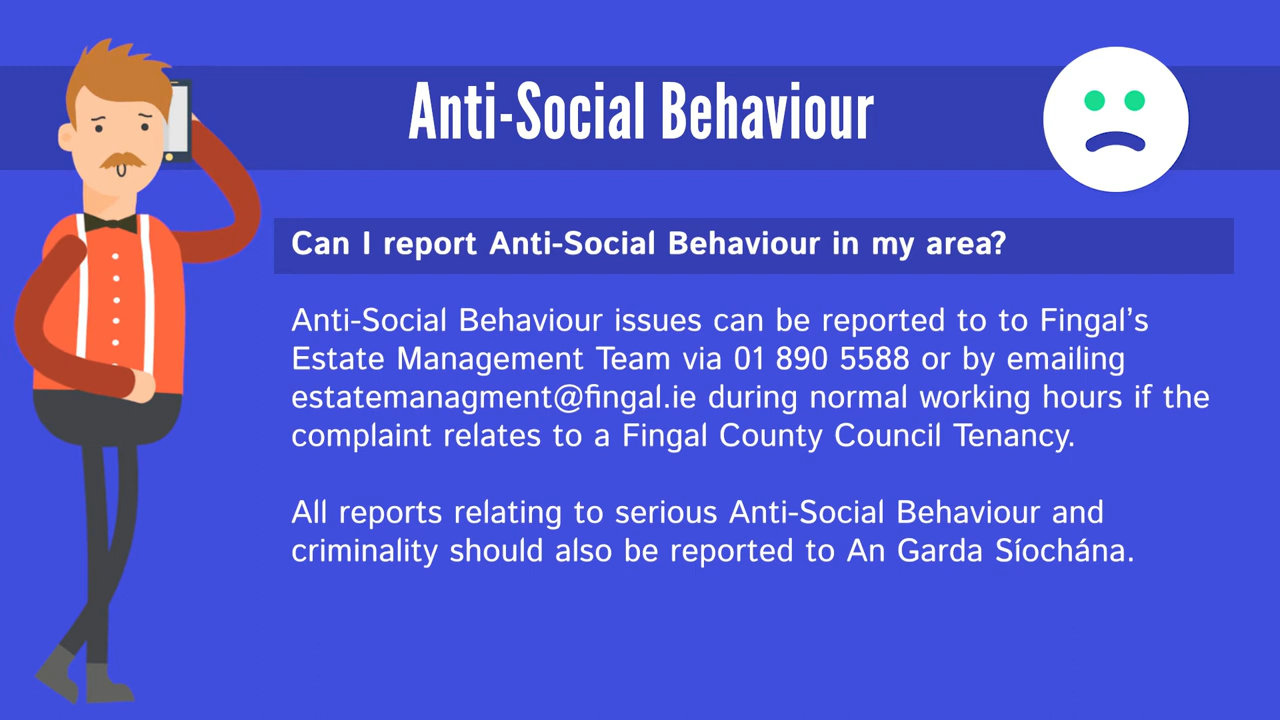 Anti-Social Behaviour
Can I report Anti-Social Behaviour in my area?
Anti-Social Behaviour issues can be reported to to Fingal’s
Estate Management Team via 01 890 5588 or by emailing
estatemanagment@fingal.ie during normal working hours if the
complaint relates to a Fingal County Council Tenancy.
All reports relating to serious Anti-Social Behaviour and
criminality should also be reported to An Garda Síochána.